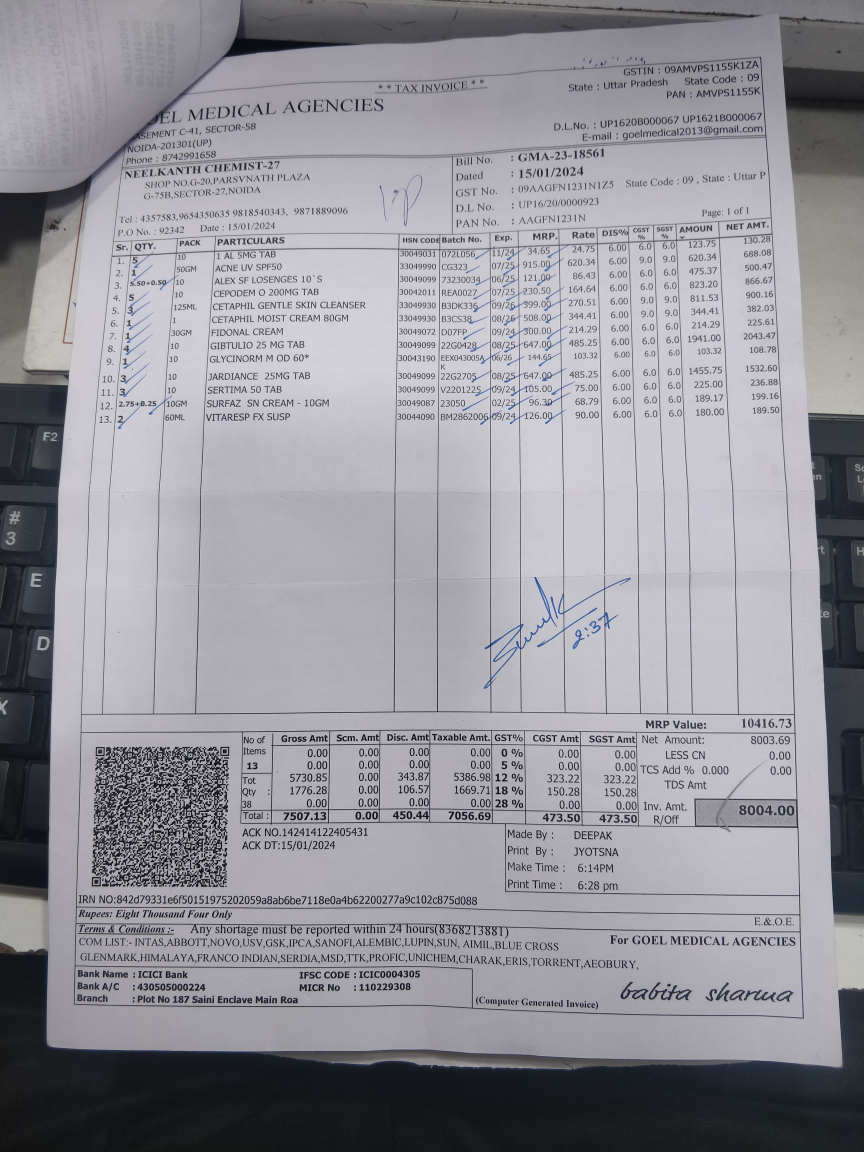 * * TAX INVOICE * *
GSTIN : 09AMVPS1155K1ZA
State : Uttar Pradesh State Code : 09
PAN : AMVPS1155K
OEL MEDICAL AGENCIES
ASEMENT C-41, SECTOR-58
NOIDA-201301(UP)
Phone : 8742991658
D.L.No. : UP1620B000067 UP1621B000067
E-mail : goelmedical2013@gmail.com
NEELKANTH CHEMIST-27
SHOP NO.G-20,PARSVNATH PLAZA
G-75B,SECTOR-27,NOIDA
Tel : 4357583,9654350635 9818540343, 9871889096
P.O No. : 92342 Date : 15/01/2024
Bill No. : GMA-23-18561
Dated : 15/01/2024
GST No. : 09AAGFN1231N1Z5 State Code : 09 , State : Uttar P
D.L No. : UP16/20/0000923
PAN No. : AAGFN1231N
Page: 1 of 1
Sr. QTY. PACK PARTICULARS HSN CODE Batch No. Exp. MRP. Rate DIS% CGST % SGST % AMOUN NET AMT.
1. 5 10 1 AL 5MG TAB 30049031 072L056 11/24 34.65 24.75 6.00 6.0 6.0 123.75 130.28
2. 1 50GM ACNE UV SPF50 33049990 CG323 07/25 915.00 620.34 6.00 9.0 9.0 620.34 688.08
3. 5.50+0.50 10 ALEX SF LOSENGES 10`S 30049099 73230034 06/25 121.00 86.43 6.00 6.0 6.0 475.37 500.47
4. 5 10 CEPODEM O 200MG TAB 30042011 REA0027 07/25 230.50 164.64 6.00 6.0 6.0 823.20 866.67
5. 3 125ML CETAPHIL GENTLE SKIN CLEANSER 33049930 B3DK336 09/26 399.00 270.51 6.00 9.0 9.0 811.53 900.16
6. 1 1 CETAPHIL MOIST CREAM 80GM 33049930 B3CS38 08/26 508.00 344.41 6.00 9.0 9.0 344.41 382.03
7. 1 30GM FIDONAL CREAM 30049072 D07FP 09/24 300.00 214.29 6.00 6.0 6.0 214.29 225.61
8. 4 10 GIBTULIO 25 MG TAB 30049099 22G0428 08/25 647.00 485.25 6.00 6.0 6.0 1941.00 2043.47
9. 1 10 GLYCINORM M OD 60* 30043190 EEX043005A 06/26 144.65 103.32 6.00 6.0 6.0 103.32 108.78
K
10. 3 10 JARDIANCE 25MG TAB 30049099 22G2705 08/25 647.00 485.25 6.00 6.0 6.0 1455.75 1532.60
11. 3 10 SERTIMA 50 TAB 30049099 V2201225 09/24 105.00 75.00 6.00 6.0 6.0 225.00 236.88
12. 2.75+0.25 10GM SURFAZ SN CREAM - 10GM 30049087 23050 02/25 96.30 68.79 6.00 6.0 6.0 189.17 199.16
13. 2 60ML VITARESP FX SUSP 30044090 BM2862006 09/24 126.00 90.00 6.00 6.0 6.0 180.00 189.50
2:37
MRP Value: 10416.73
No of Items 13 Tot Qty : 38
Gross Amt Scm. Amt Disc. Amt Taxable Amt. GST% CGST Amt SGST Amt
0.00 0.00 0.00 0.00 0 % 0.00 0.00
0.00 0.00 0.00 0.00 5 % 0.00 0.00
5730.85 0.00 343.87 5386.98 12 % 323.22 323.22
1776.28 0.00 106.57 1669.71 18 % 150.28 150.28
0.00 0.00 0.00 0.00 28 % 0.00 0.00
Total : 7507.13 0.00 450.44 7056.69 473.50 473.50
Net Amount: 8003.69
LESS CN 0.00
TCS Add % 0.000 0.00
TDS Amt
Inv. Amt. 8004.00
R/Off
ACK NO.142414122405431
ACK DT:15/01/2024
Made By : DEEPAK
Print By : JYOTSNA
Make Time : 6:14PM
Print Time : 6:28 pm
IRN NO:842d79331e6f50151975202059a8ab6be7118e0a4b62200277a9c102c875d088
Rupees: Eight Thousand Four Only
E.&.O.E.
Terms & Conditions :- Any shortage must be reported within 24 hours(8368213881)
COM LIST:- INTAS,ABBOTT,NOVO,USV,GSK,IPCA,SANOFI,ALEMBIC,LUPIN,SUN, AIMIL,BLUE CROSS
GLENMARK,HIMALAYA,FRANCO INDIAN,SERDIA,MSD,TTK,PROFIC,UNICHEM,CHARAK,ERIS,TORRENT,AEOBURY,
For GOEL MEDICAL AGENCIES
Bank Name : ICICI Bank IFSC CODE : ICIC0004305
Bank A/C : 430505000224 MICR No : 110229308
Branch : Plot No 187 Saini Enclave Main Roa
(Computer Generated Invoice)
babita sharma
F2
#
3
E
D
X